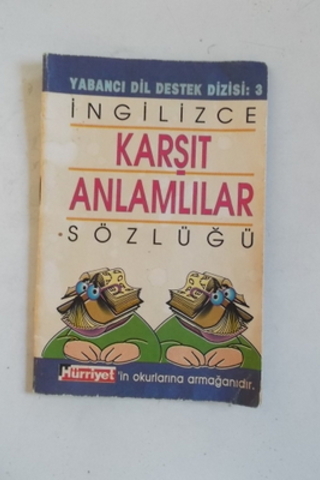 YABANCI DİL DESTEK DİZİSİ: 3
İNGİLİZCE
KARŞIT
ANLAMLILAR
SÖZLÜĞÜ
Hürriyet'in okurlarına armağanıdır.